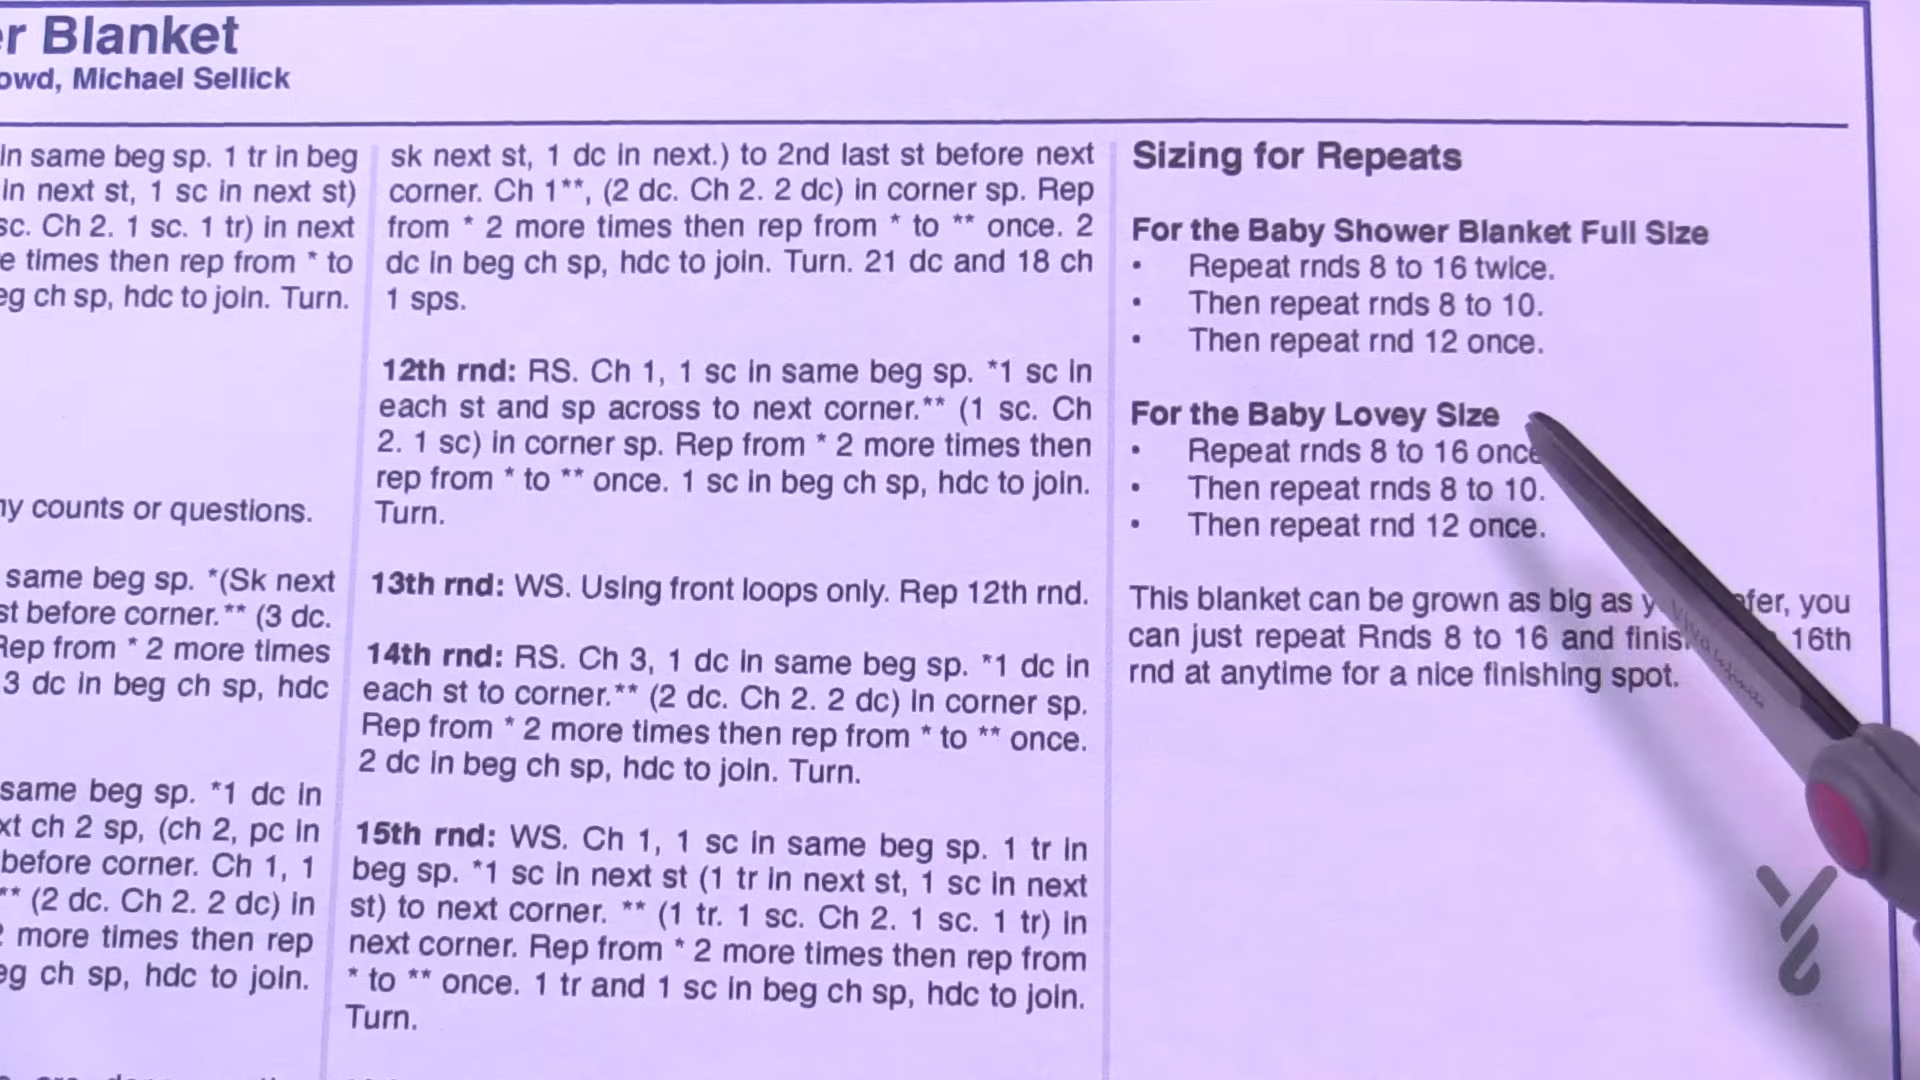 er Blanket
owd, Michael Sellick
in same beg sp. 1 tr in beg
in next st, 1 sc in next st)
sc. Ch 2. 1 sc. 1 tr) in next
e times then rep from * to
eg ch sp, hdc to join. Turn.
ny counts or questions.
same beg sp. *(Sk next
st before corner.** (3 dc.
Rep from * 2 more times
3 dc in beg ch sp, hdc
same beg sp. *1 dc in
xt ch 2 sp, (ch 2, pc in
before corner. Ch 1, 1
** (2 dc. Ch 2. 2 dc) in
2 more times then rep
eg ch sp, hdc to join.
sk next st, 1 dc in next.) to 2nd last st before next
corner. Ch 1**, (2 dc. Ch 2. 2 dc) in corner sp. Rep
from * 2 more times then rep from * to ** once. 2
dc in beg ch sp, hdc to join. Turn. 21 dc and 18 ch
1 sps.
12th rnd: RS. Ch 1, 1 sc in same beg sp. *1 sc in
each st and sp across to next corner.** (1 sc. Ch
2. 1 sc) in corner sp. Rep from * 2 more times then
rep from * to ** once. 1 sc in beg ch sp, hdc to join.
Turn.
13th rnd: WS. Using front loops only. Rep 12th rnd.
14th rnd: RS. Ch 3, 1 dc in same beg sp. *1 dc in
each st to corner.** (2 dc. Ch 2. 2 dc) in corner sp.
Rep from * 2 more times then rep from * to ** once.
2 dc in beg ch sp, hdc to join. Turn.
15th rnd: WS. Ch 1, 1 sc in same beg sp. 1 tr in
beg sp. *1 sc in next st (1 tr in next st, 1 sc in next
st) to next corner. ** (1 tr. 1 sc. Ch 2. 1 sc. 1 tr) in
next corner. Rep from * 2 more times then rep from
* to ** once. 1 tr and 1 sc in beg ch sp, hdc to join.
Turn.
Sizing for Repeats
For the Baby Shower Blanket Full Size
• Repeat rnds 8 to 16 twice.
• Then repeat rnds 8 to 10.
• Then repeat rnd 12 once.
For the Baby Lovey Size
• Repeat rnds 8 to 16 once
• Then repeat rnds 8 to 10.
• Then repeat rnd 12 once.
This blanket can be grown as big as y fer, you
can just repeat Rnds 8 to 16 and finis 16th
rnd at anytime for a nice finishing spot.